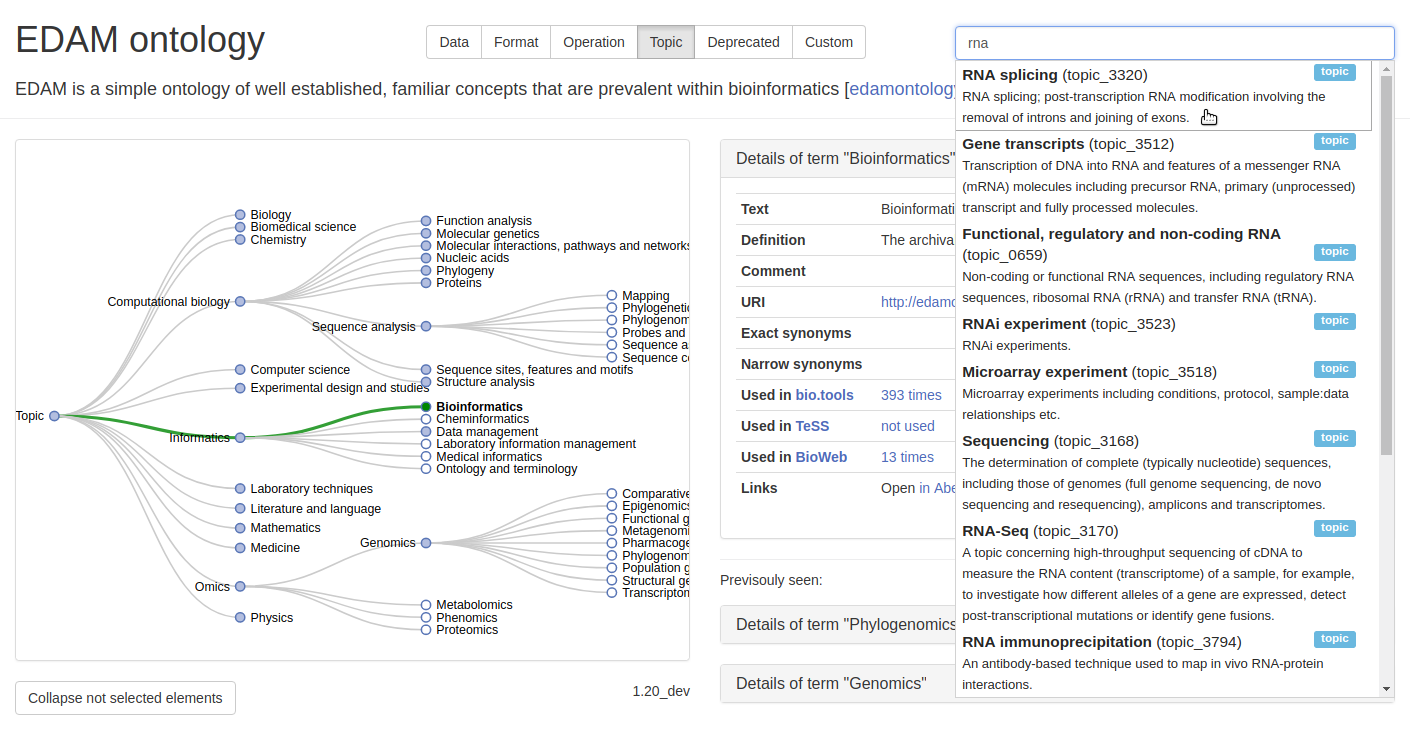 EDAM ontology
Data Format Operation Topic Deprecated Custom
rna
EDAM is a simple ontology of well established, familiar concepts that are prevalent within bioinformatics [edamontology
Topic
Biology
Biomedical science
Chemistry
Computational biology
Function analysis
Molecular genetics
Molecular interactions, pathways and networks
Nucleic acids
Phylogeny
Proteins
Sequence analysis
Mapping
Phylogenetic
Phylogenom
Probes and
Sequence a
Sequence co
Sequence sites, features and motifs
Structure analysis
Computer science
Experimental design and studies
Informatics
Bioinformatics
Cheminformatics
Data management
Laboratory information management
Medical informatics
Ontology and terminology
Laboratory techniques
Literature and language
Mathematics
Medicine
Omics
Genomics
Comparative
Epigenomics
Functional g
Metagenomi
Pharmacoge
Phylogenom
Population g
Structural ge
Transcriptom
Metabolomics
Phenomics
Proteomics
Physics
Collapse not selected elements
1.20_dev
Details of term "Bioinformatics"
Text Bioinformati
Definition The archiva
Comment
URI http://edamo
Exact synonyms
Narrow synonyms
Used in bio.tools 393 times
Used in TeSS not used
Used in BioWeb 13 times
Links Open in Abe
Previsouly seen:
Details of term "Phylogenomics
Details of term "Genomics"
RNA splicing (topic_3320) topic
RNA splicing; post-transcription RNA modification involving the
removal of introns and joining of exons.
Gene transcripts (topic_3512) topic
Transcription of DNA into RNA and features of a messenger RNA
(mRNA) molecules including precursor RNA, primary (unprocessed)
transcript and fully processed molecules.
Functional, regulatory and non-coding RNA
(topic_0659) topic
Non-coding or functional RNA sequences, including regulatory RNA
sequences, ribosomal RNA (rRNA) and transfer RNA (tRNA).
RNAi experiment (topic_3523) topic
RNAi experiments.
Microarray experiment (topic_3518) topic
Microarray experiments including conditions, protocol, sample:data
relationships etc.
Sequencing (topic_3168) topic
The determination of complete (typically nucleotide) sequences,
including those of genomes (full genome sequencing, de novo
sequencing and resequencing), amplicons and transcriptomes.
RNA-Seq (topic_3170) topic
A topic concerning high-throughput sequencing of cDNA to
measure the RNA content (transcriptome) of a sample, for example,
to investigate how different alleles of a gene are expressed, detect
post-transcriptional mutations or identify gene fusions.
RNA immunoprecipitation (topic_3794) topic
An antibody-based technique used to map in vivo RNA-protein
interactions.